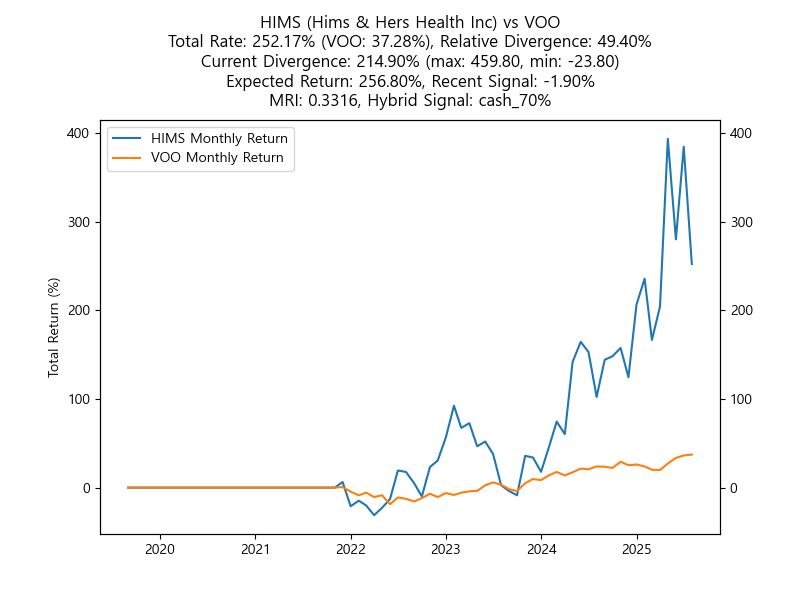 HIMS (Hims & Hers Health Inc) vs VOO
Total Rate: 252.17% (VOO: 37.28%), Relative Divergence: 49.40%
Current Divergence: 214.90% (max: 459.80, min: -23.80)
Expected Return: 256.80%, Recent Signal: -1.90%
MRI: 0.3316, Hybrid Signal: cash_70%
HIMS Monthly Return
VOO Monthly Return
Total Return (%)
400
300
200
100
0
400
300
200
100
0
2020
2021
2022
2023
2024
2025